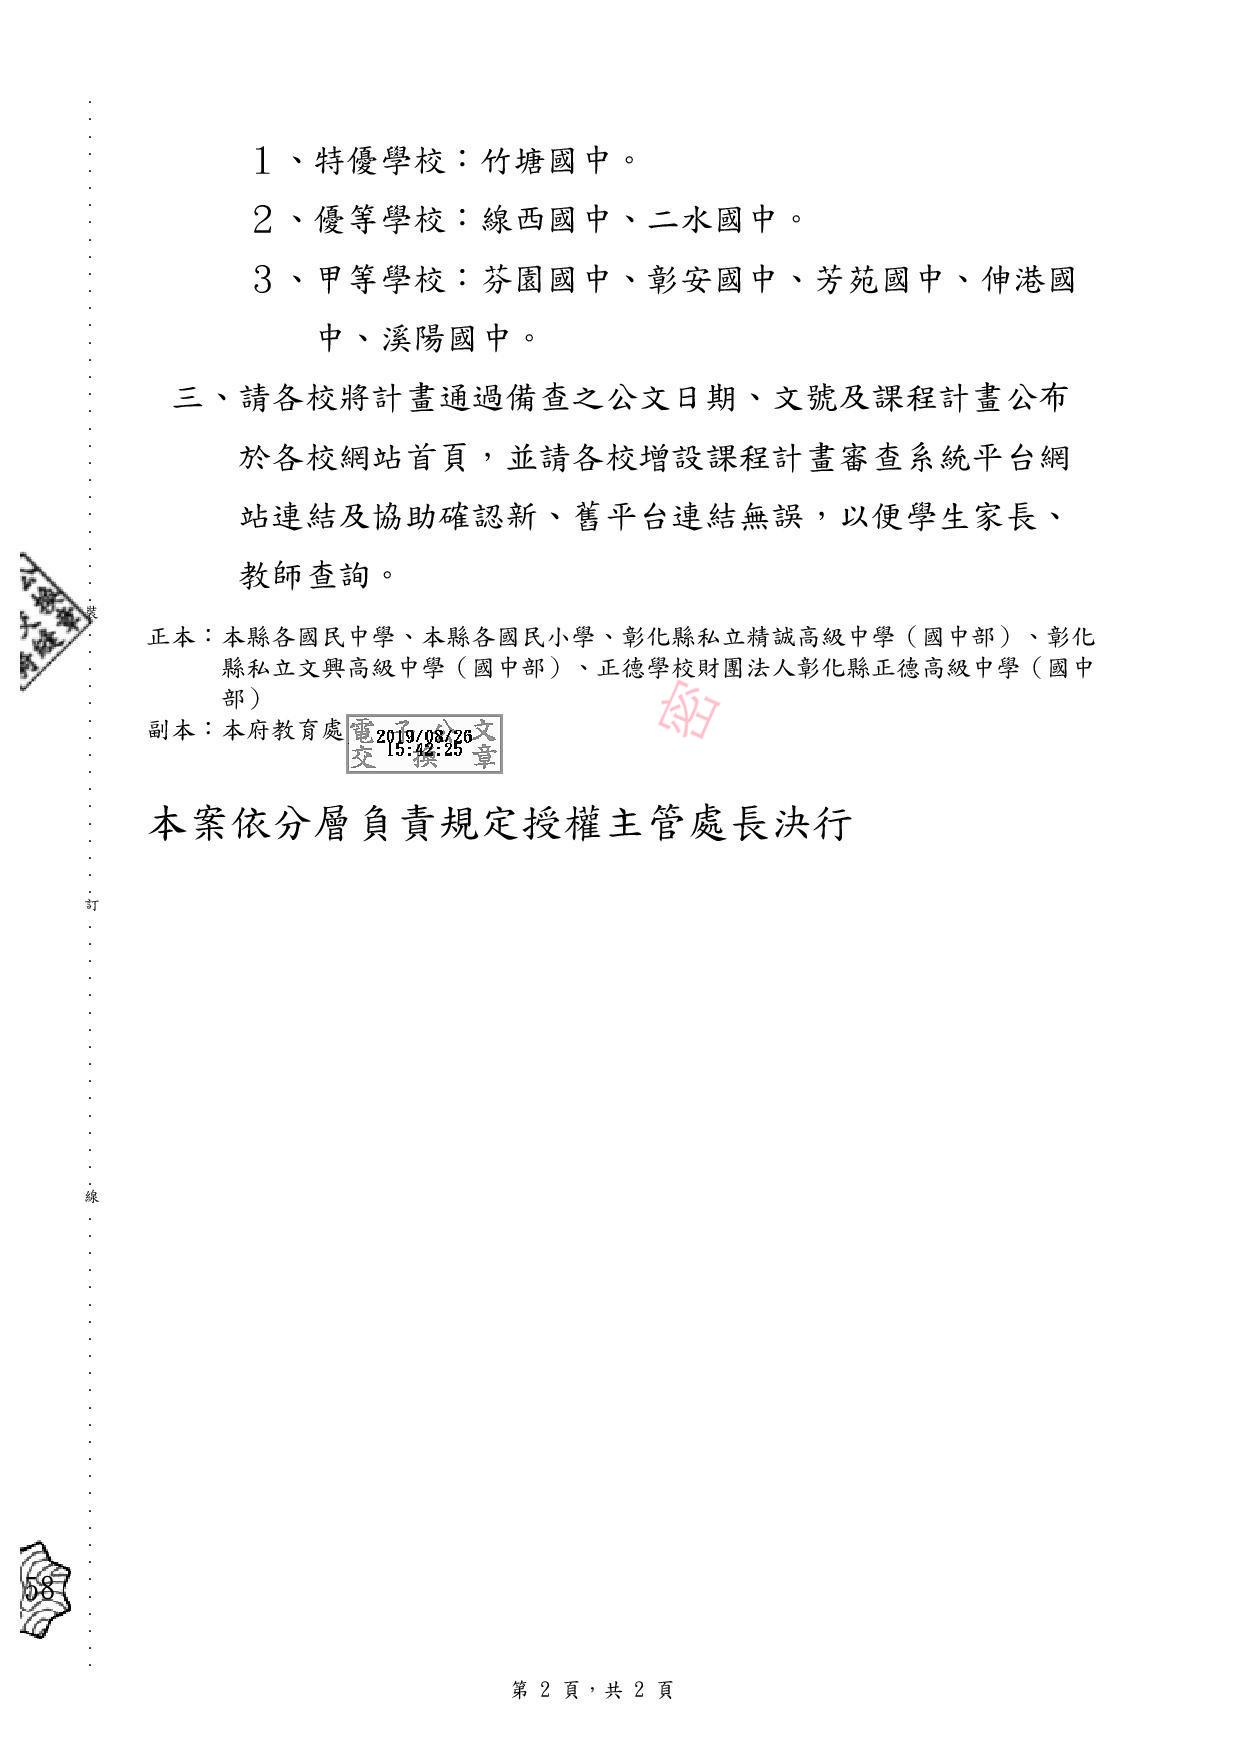 １、特優學校：竹塘國中。
２、優等學校：線西國中、二水國中。
３、甲等學校：芬園國中、彰安國中、芳苑國中、伸港國
中、溪陽國中。
三、請各校將計畫通過備查之公文日期、文號及課程計畫公布
於各校網站首頁，並請各校增設課程計畫審查系統平台網
站連結及協助確認新、舊平台連結無誤，以便學生家長、
教師查詢。
裝
正本：本縣各國民中學、本縣各國民小學、彰化縣私立精誠高級中學（國中部）、彰化
縣私立文興高級中學（國中部）、正德學校財團法人彰化縣正德高級中學（國中
部）
副本：本府教育處
電子公文
2019/08/26
15:42:25
交換章
本案依分層負責規定授權主管處長決行
訂
線
58
第 2 頁，共 2 頁